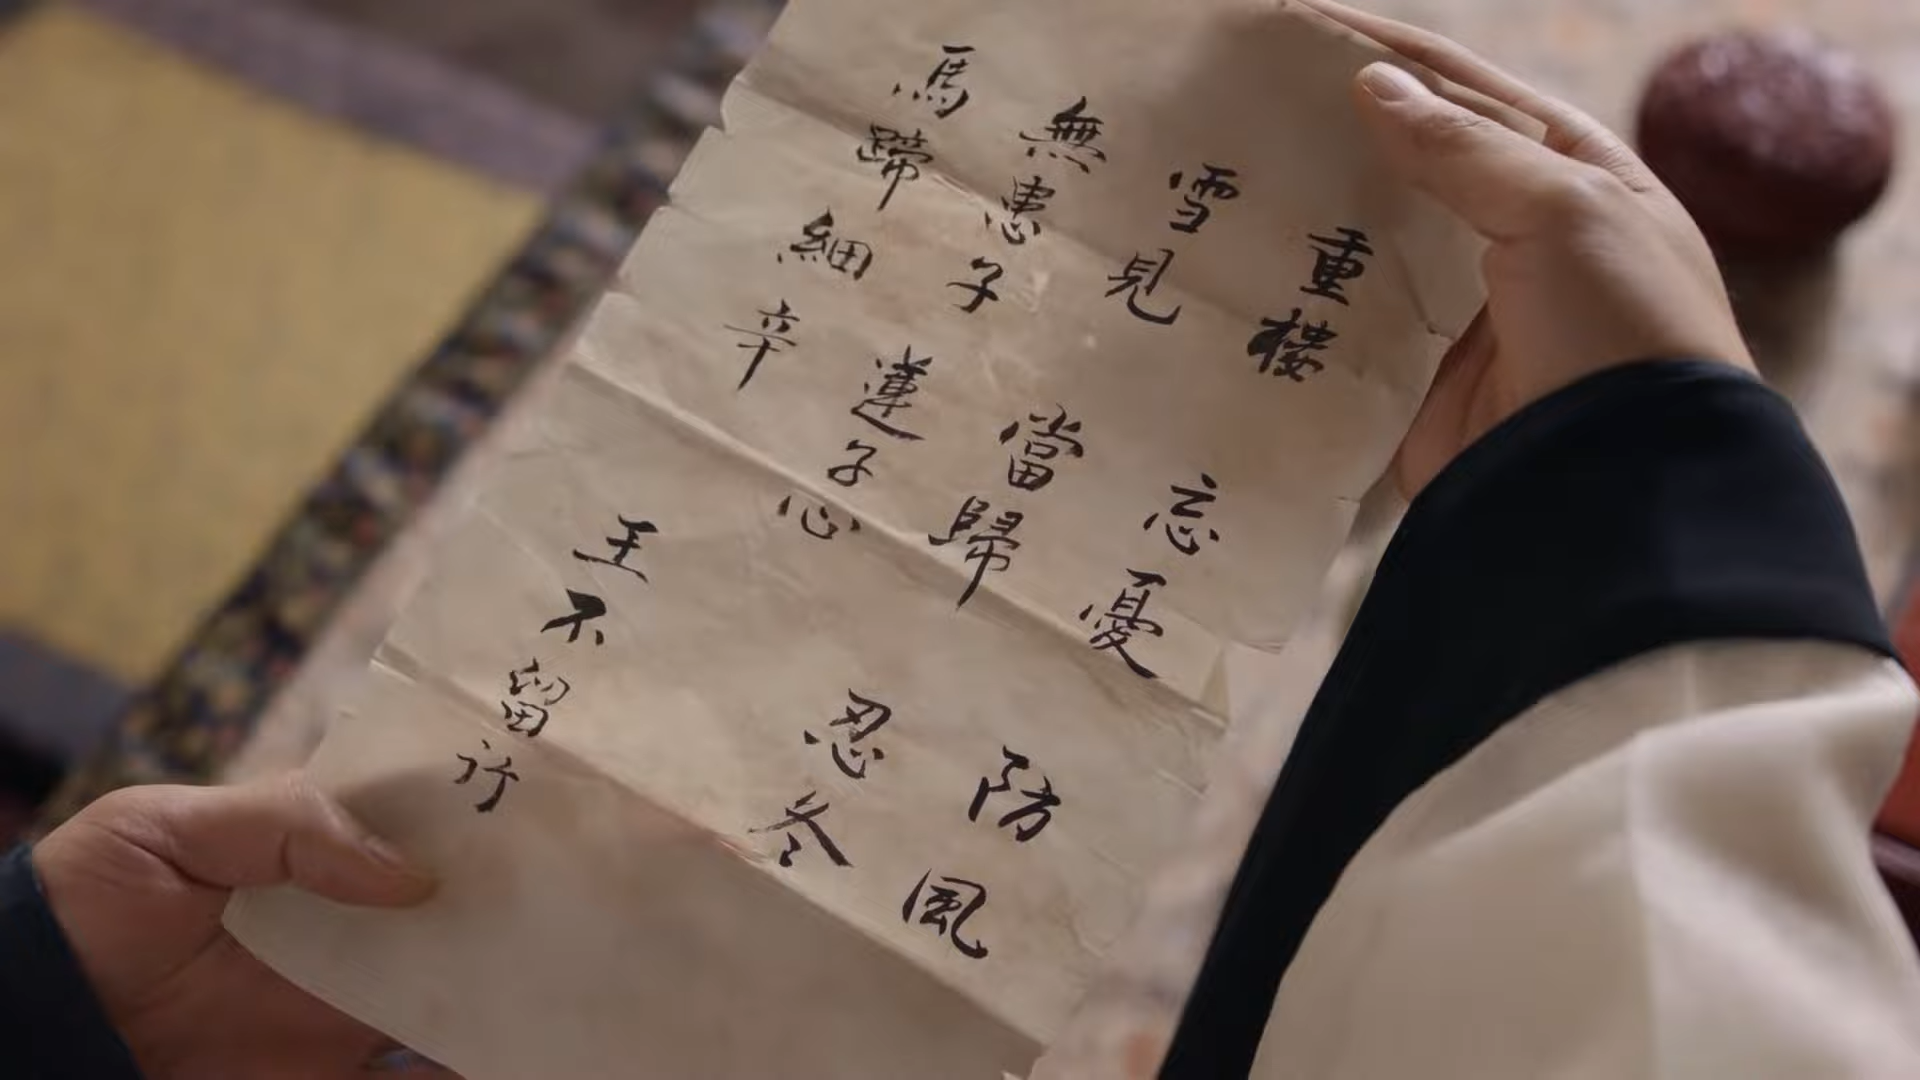 重樓 忘憂 防風
雪見 當歸 忍冬
無患子 蓮子心
馬蹄細辛 王不留行